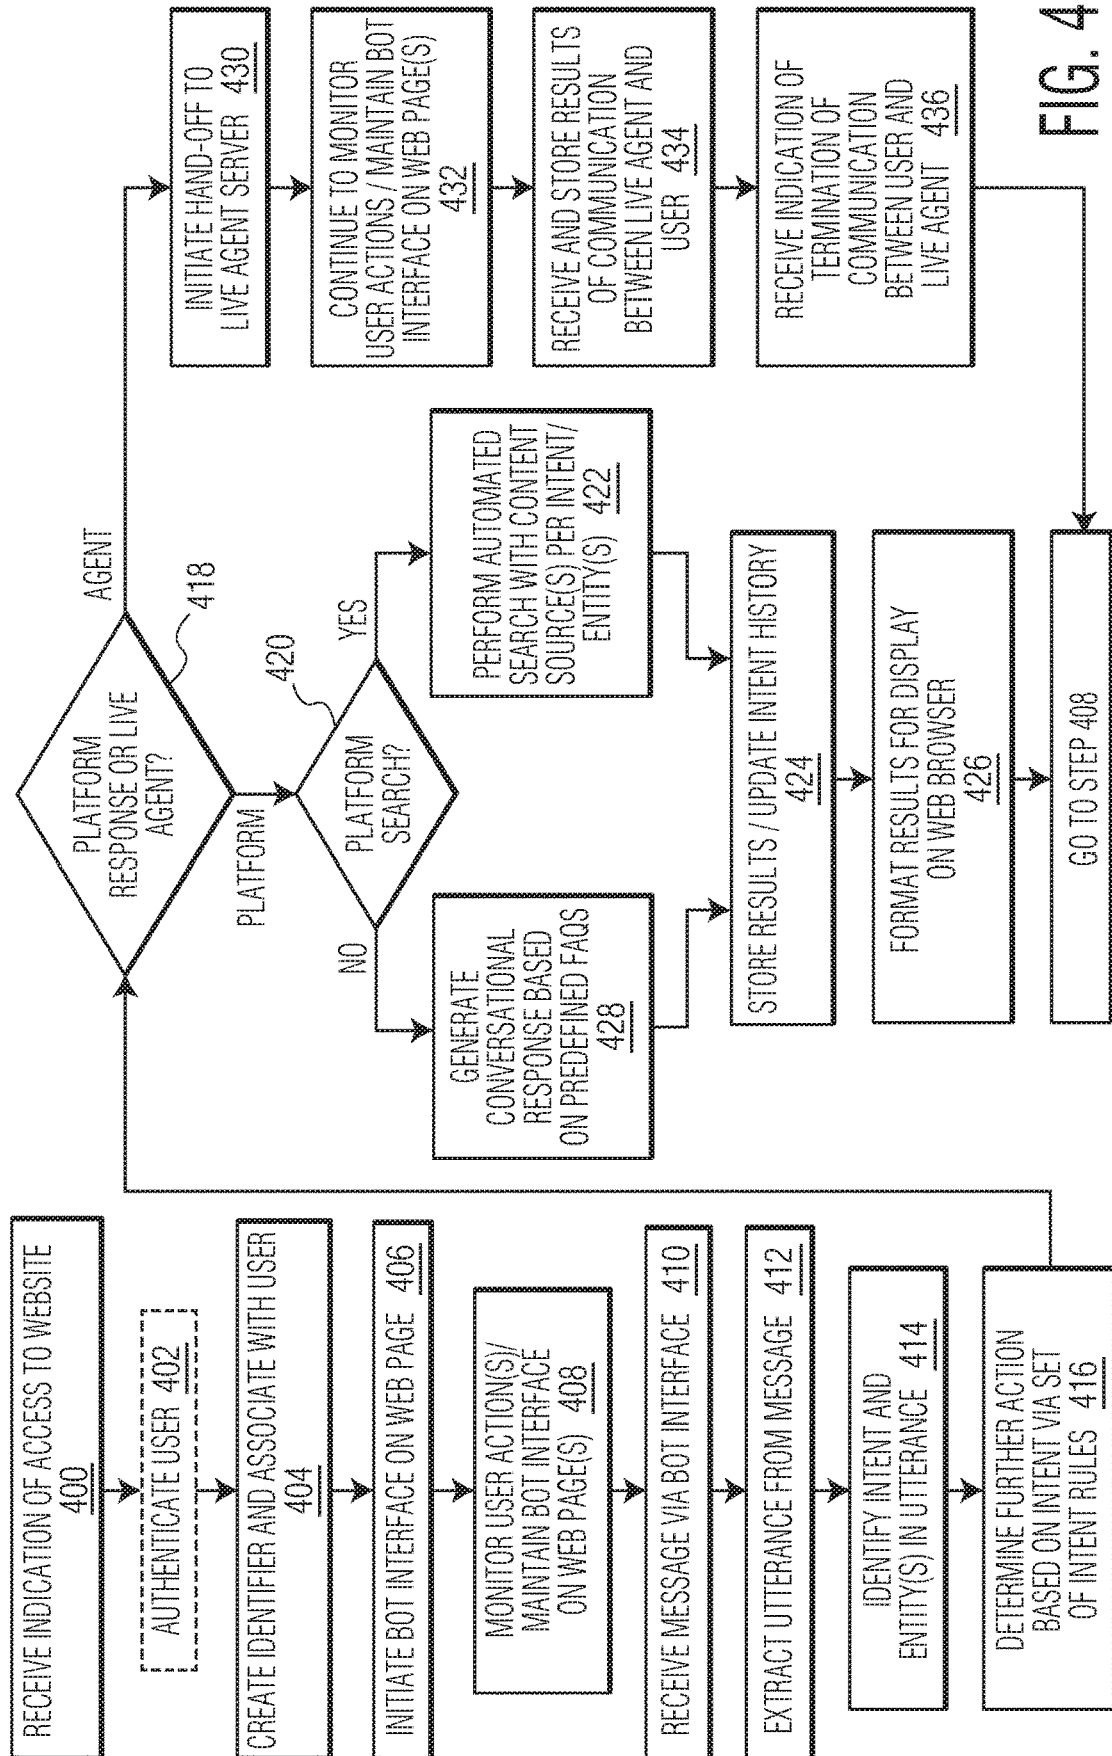 RECEIVE INDICATION OF ACCESS TO WEBSITE
400
AUTHENTICATE USER 402
CREATE IDENTIFIER AND ASSOCIATE WITH USER
404
INITIATE BOT INTERFACE ON WEB PAGE 406
MONITOR USER ACTION(S)/
MAINTAIN BOT INTERFACE
ON WEB PAGE(S) 408
RECEIVE MESSAGE VIA BOT INTERFACE 410
EXTRACT UTTERANCE FROM MESSAGE 412
IDENTIFY INTENT AND
ENTITY(S) IN UTTERANCE 414
DETERMINE FURTHER ACTION
BASED ON INTENT VIA SET
OF INTENT RULES 416
PLATFORM
RESPONSE OR LIVE
AGENT?
418
AGENT
PLATFORM
420
PLATFORM
SEARCH?
NO
YES
GENERATE
CONVERSATIONAL
RESPONSE BASED
ON PREDEFINED FAQS
428
PERFORM AUTOMATED
SEARCH WITH CONTENT
SOURCE(S) PER INTENT/
ENTITY(S) 422
STORE RESULTS / UPDATE INTENT HISTORY
424
FORMAT RESULTS FOR DISPLAY
ON WEB BROWSER
426
GO TO STEP 408
INITIATE HAND-OFF TO
LIVE AGENT SERVER 430
CONTINUE TO MONITOR
USER ACTIONS / MAINTAIN BOT
INTERFACE ON WEB PAGE(S)
432
RECEIVE AND STORE RESULTS
OF COMMUNICATION
BETWEEN LIVE AGENT AND
USER 434
RECEIVE INDICATION OF
TERMINATION OF
COMMUNICATION
BETWEEN USER AND
LIVE AGENT 436
FIG. 4